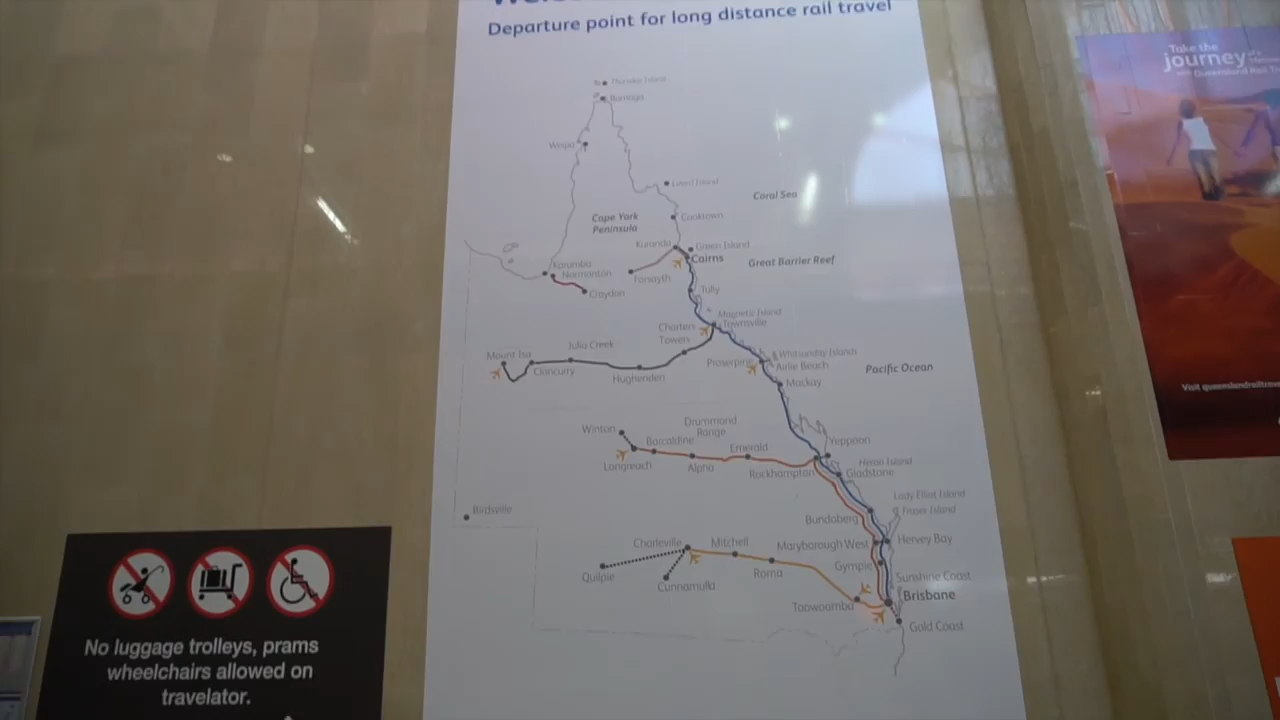 Departure point for long distance rail travel
Thursday Island
Bamaga
Weipa
Lizard Island
Coral Sea
Cape York
Peninsula
Cooktown
Kuranda
Green Island
Cairns
Great Barrier Reef
Karumba
Normanton
Forsayth
Croydon
Tully
Magnetic Island
Townsville
Charters
Towers
Julia Creek
Mount Isa
Cloncurry
Hughenden
Proserpine
Whitsunday Islands
Airlie Beach
Mackay
Pacific Ocean
Winton
Drummond
Range
Barcaldine
Longreach
Alpha
Emerald
Yeppoon
Rockhampton
Heron Island
Gladstone
Lady Elliot Island
Fraser Island
Birdsville
Bundaberg
Charleville
Mitchell
Maryborough West
Hervey Bay
Quilpie
Cunnamulla
Roma
Gympie
Sunshine Coast
Brisbane
Toowoomba
Gold Coast
No luggage trolleys, prams
wheelchairs allowed on
travelator.
Take the
journey
with Queensland Rail
Visit queenslandrailtrave